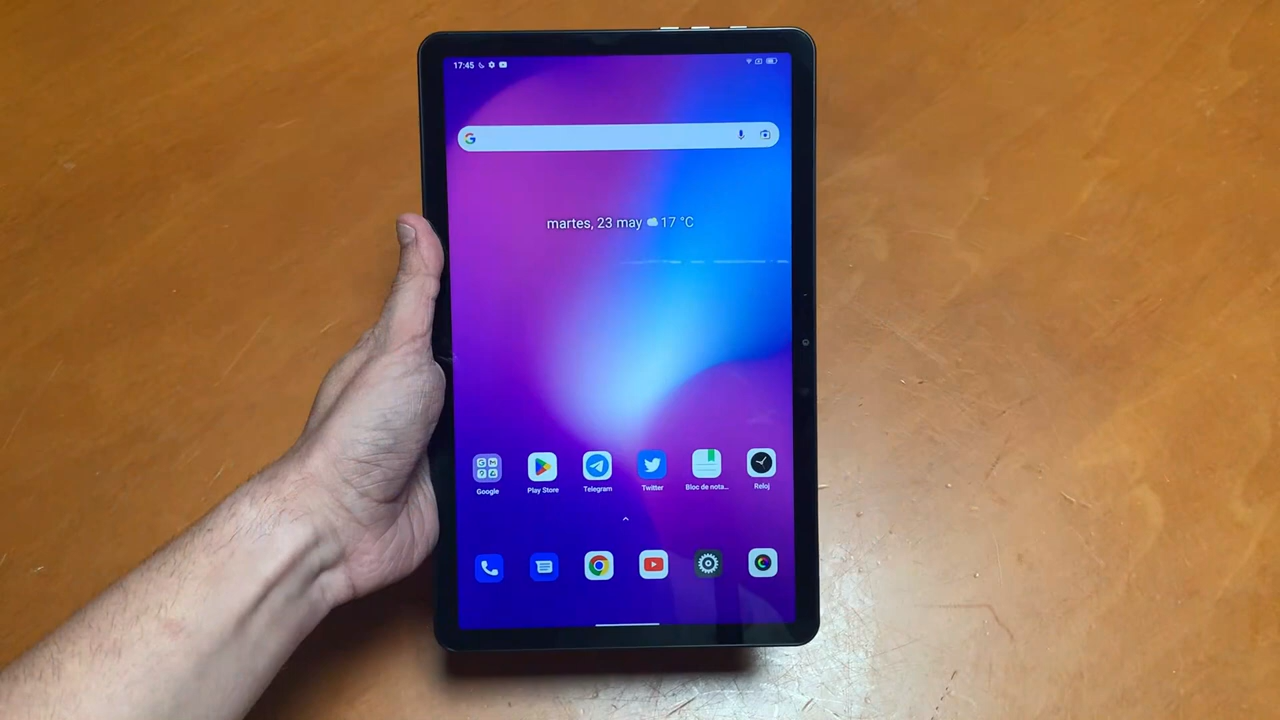 17:45
martes, 23 may 17 °C
Google
Play Store
Telegram
Twitter
Bloc de nota...
Reloj